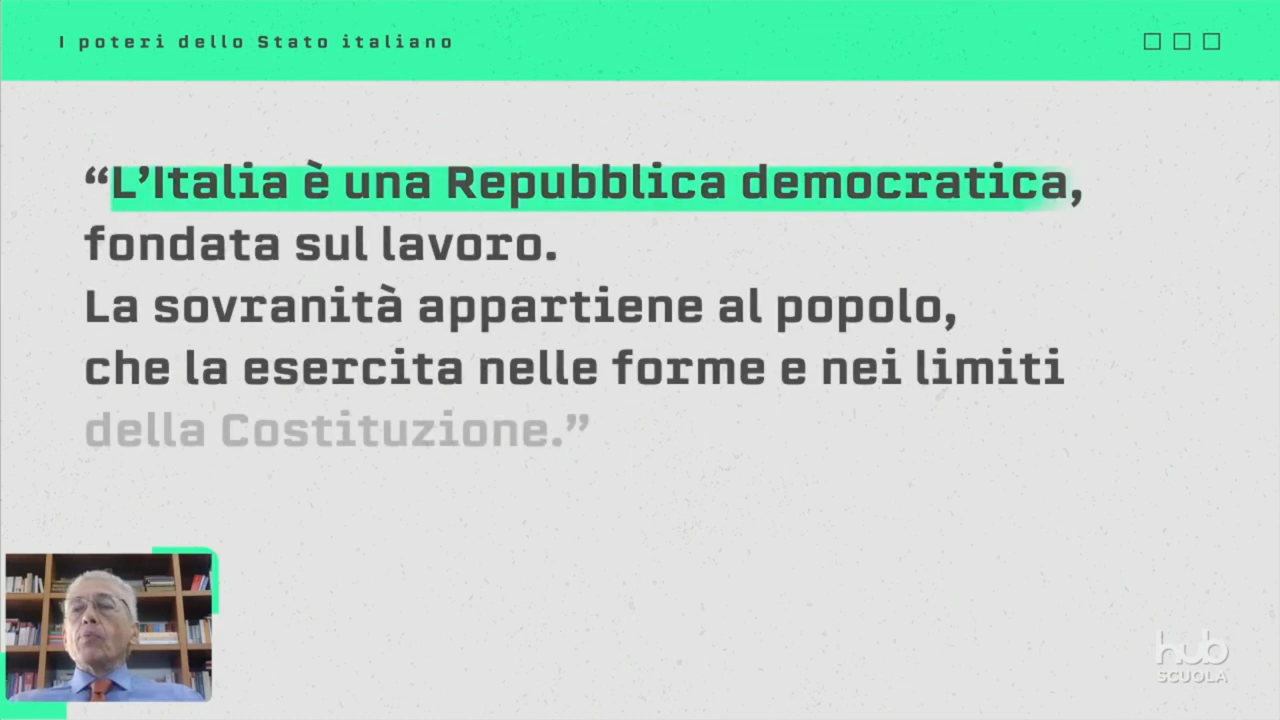 I poteri dello Stato italiano
“L’Italia è una Repubblica democratica,
fondata sul lavoro.
La sovranità appartiene al popolo,
che la esercita nelle forme e nei limiti
della Costituzione.”
hub
SCUOLA